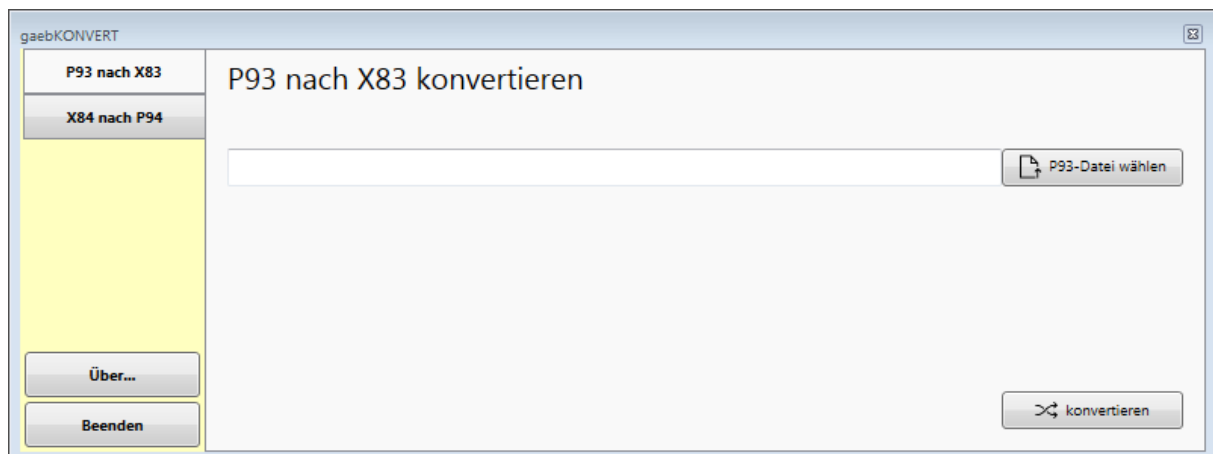 gaebKONVERT
P93 nach X83
X84 nach P94
P93 nach X83 konvertieren
P93-Datei wählen
Über...
Beenden
konvertieren